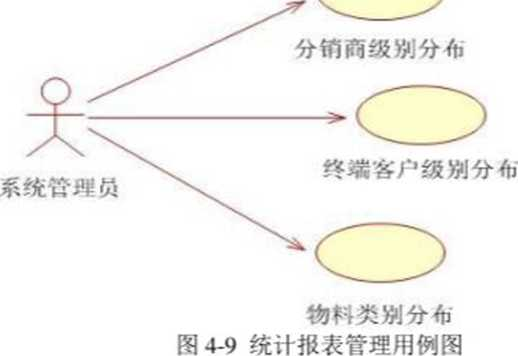 分销商级别分布
终端客户级别分布
系统管理员
物料类别分布
图 4-9 统计报表管理用例图